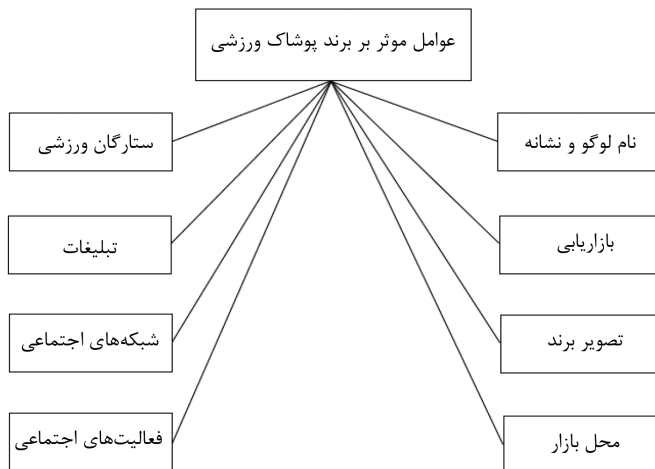 عوامل موثر بر برند پوشاک ورزشی
نام لوگو و نشانه
ستارگان ورزشی
بازاریابی
تبلیغات
تصویر برند
شبکه‌های اجتماعی
محل بازار
فعالیت‌های اجتماعی